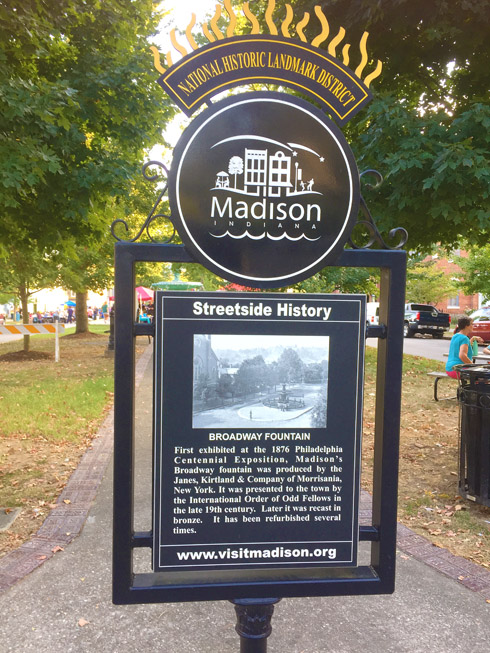 NATIONAL HISTORIC LANDMARK DISTRICT
Madison
INDIANA
Streetside History
BROADWAY FOUNTAIN
First exhibited at the 1876 Philadelphia
Centennial Exposition, Madison's
Broadway fountain was produced by the
Janes, Kirtland & Company of Morrisania,
New York. It was presented to the town by
the International Order of Odd Fellows in
the late 19th century. Later it was recast in
bronze. It has been refurbished several
times.
www.visitmadison.org